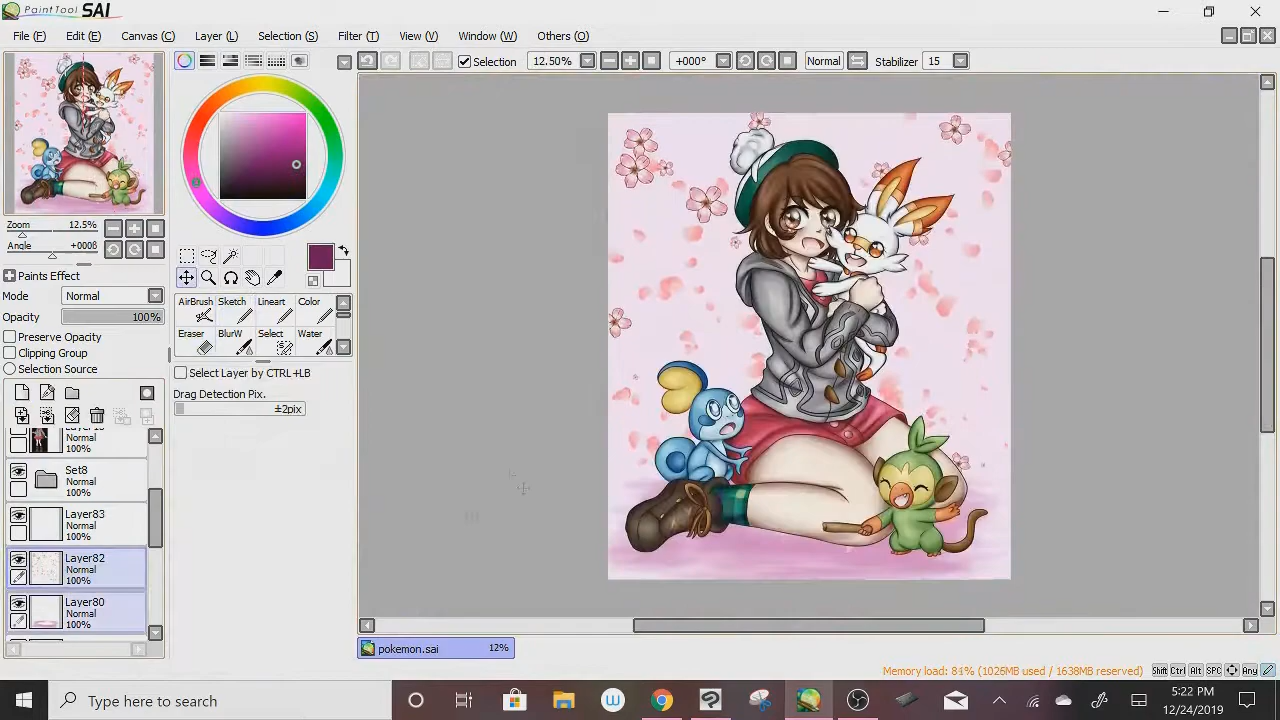 PaintTool SAI
File (F) Edit (E) Canvas (C) Layer (L) Selection (S) Filter (T) View (V) Window (W) Others (O)
Selection 12.50% +000° Normal Stabilizer 15
Zoom 12.5%
Angle +000ß
Paints Effect
Mode Normal
Opacity 100%
Preserve Opacity
Clipping Group
Selection Source
Normal
100%
Set8
Normal
100%
Layer83
Normal
100%
Layer82
Normal
100%
Layer80
Normal
100%
AirBrush Sketch Lineart Color
Eraser BlurW Select Water
Select Layer by CTRL+LB
Drag Detection Pix.
±2pix
pokemon.sai 12%
Memory load: 84% (1025MB used / 1638MB reserved) Shift Ctrl Alt SPC Any
Type here to search
5:22 PM
12/24/2019